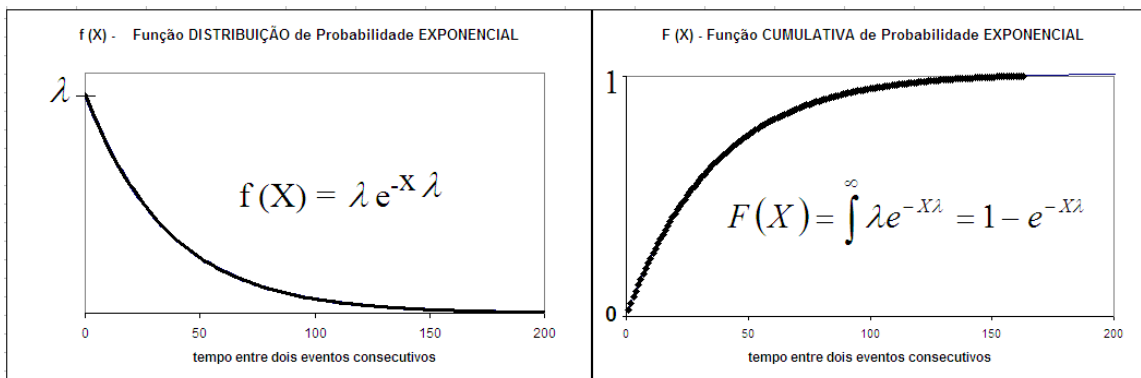 f (X) - Função DISTRIBUIÇÃO de Probabilidade EXPONENCIAL
λ
f (X) = λ e^-X λ
0 50 100 150 200
tempo entre dois eventos consecutivos
F (X) - Função CUMULATIVA de Probabilidade EXPONENCIAL
1
F(X) = ∫^∞ λe^−Xλ = 1 − e^−Xλ
0
0 50 100 150 200
tempo entre dois eventos consecutivos